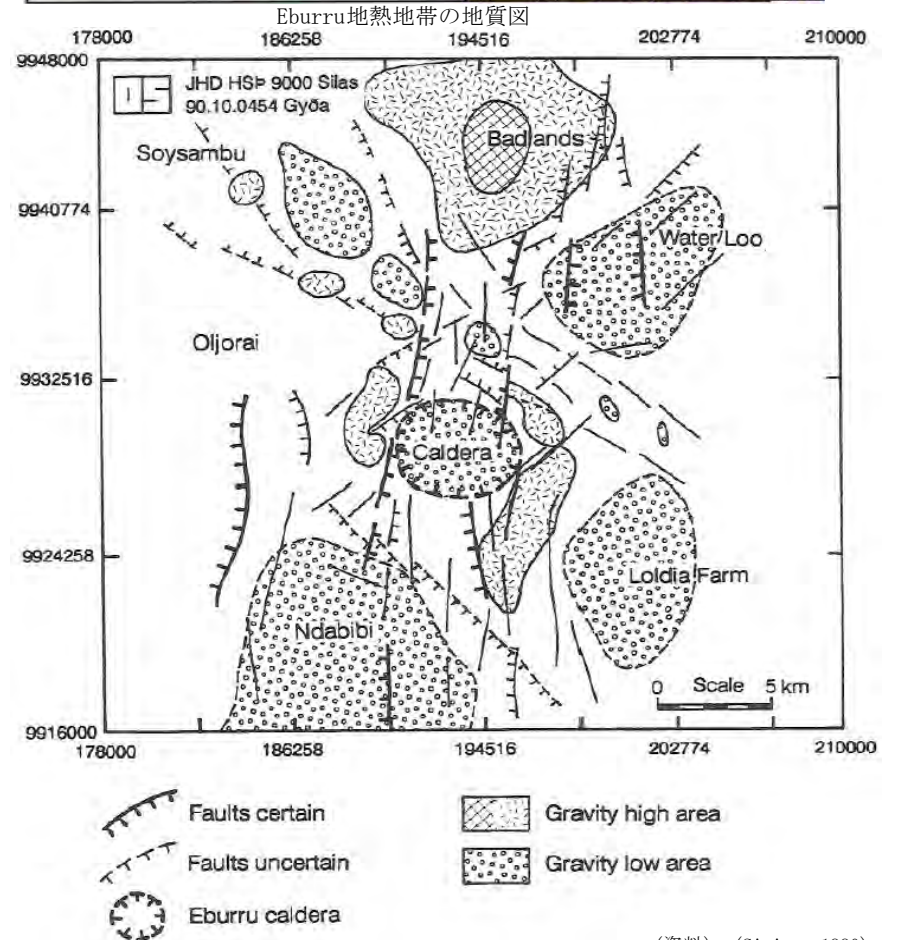 Eburru地熱地帯の地質図
178000 186258 194516 202774 210000
9948000
JHD HSÞ 9000 Silas
90.10.0454 Gyða
Badlands
Soysambu
9940774
Water/Loo
Oljorai
9932516
Caldera
9924258
Loldia Farm
Ndabibi
0 Scale 5 km
9916000
178000 186258 194516 202774 210000
Faults certain
Gravity high area
Faults uncertain
Gravity low area
Eburru caldera